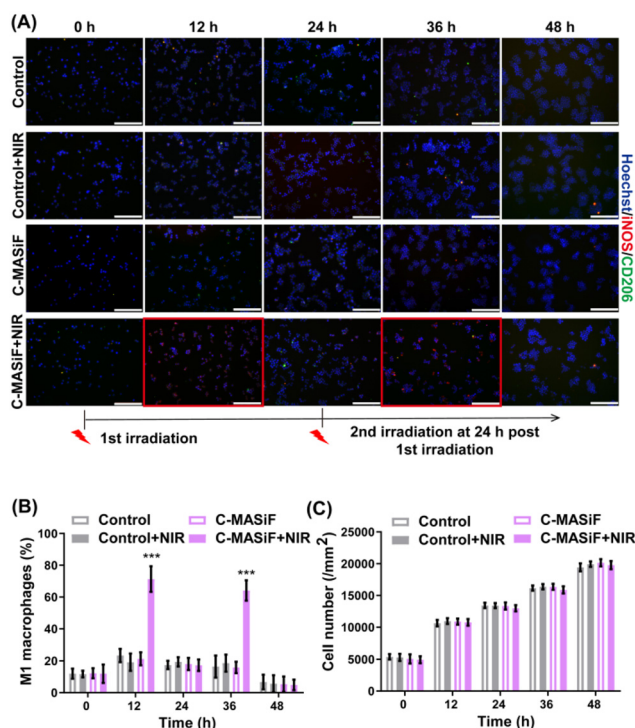 (A)
0 h 12 h 24 h 36 h 48 h
Control
Control+NIR
C-MASiF
C-MASiF+NIR
Hoechst/iNOS/CD206
1st irradiation
2nd irradiation at 24 h post
1st irradiation
(B)
Control C-MASiF
Control+NIR C-MASiF+NIR
M1 macrophages (%)
100
80
60
40
20
0
*** ***
0 12 24 36 48
Time (h)
(C)
Control C-MASiF
Control+NIR C-MASiF+NIR
Cell number (/mm2)
25000
20000
15000
10000
5000
0
0 12 24 36 48
Time (h)